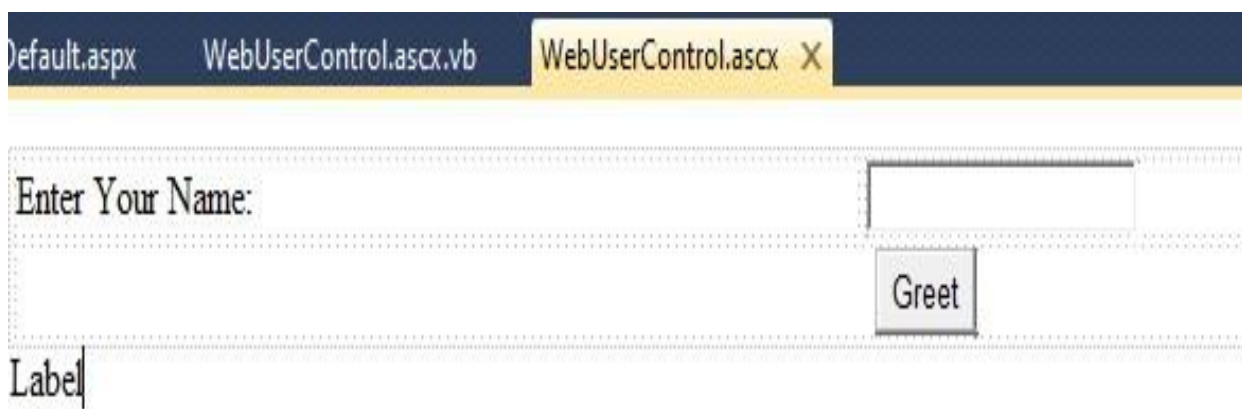 Default.aspx WebUserControl.ascx.vb WebUserControl.ascx X
Enter Your Name:
Greet
Label